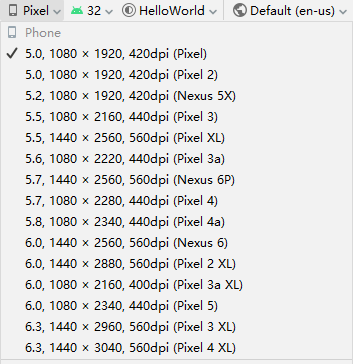 Pixel 32 HelloWorld Default (en-us)
Phone
5.0, 1080 × 1920, 420dpi (Pixel)
5.0, 1080 × 1920, 420dpi (Pixel 2)
5.2, 1080 × 1920, 420dpi (Nexus 5X)
5.5, 1080 × 2160, 440dpi (Pixel 3)
5.5, 1440 × 2560, 560dpi (Pixel XL)
5.6, 1080 × 2220, 440dpi (Pixel 3a)
5.7, 1440 × 2560, 560dpi (Nexus 6P)
5.7, 1080 × 2280, 440dpi (Pixel 4)
5.8, 1080 × 2340, 440dpi (Pixel 4a)
6.0, 1440 × 2560, 560dpi (Nexus 6)
6.0, 1440 × 2880, 560dpi (Pixel 2 XL)
6.0, 1080 × 2160, 400dpi (Pixel 3a XL)
6.0, 1080 × 2340, 440dpi (Pixel 5)
6.3, 1440 × 2960, 560dpi (Pixel 3 XL)
6.3, 1440 × 3040, 560dpi (Pixel 4 XL)